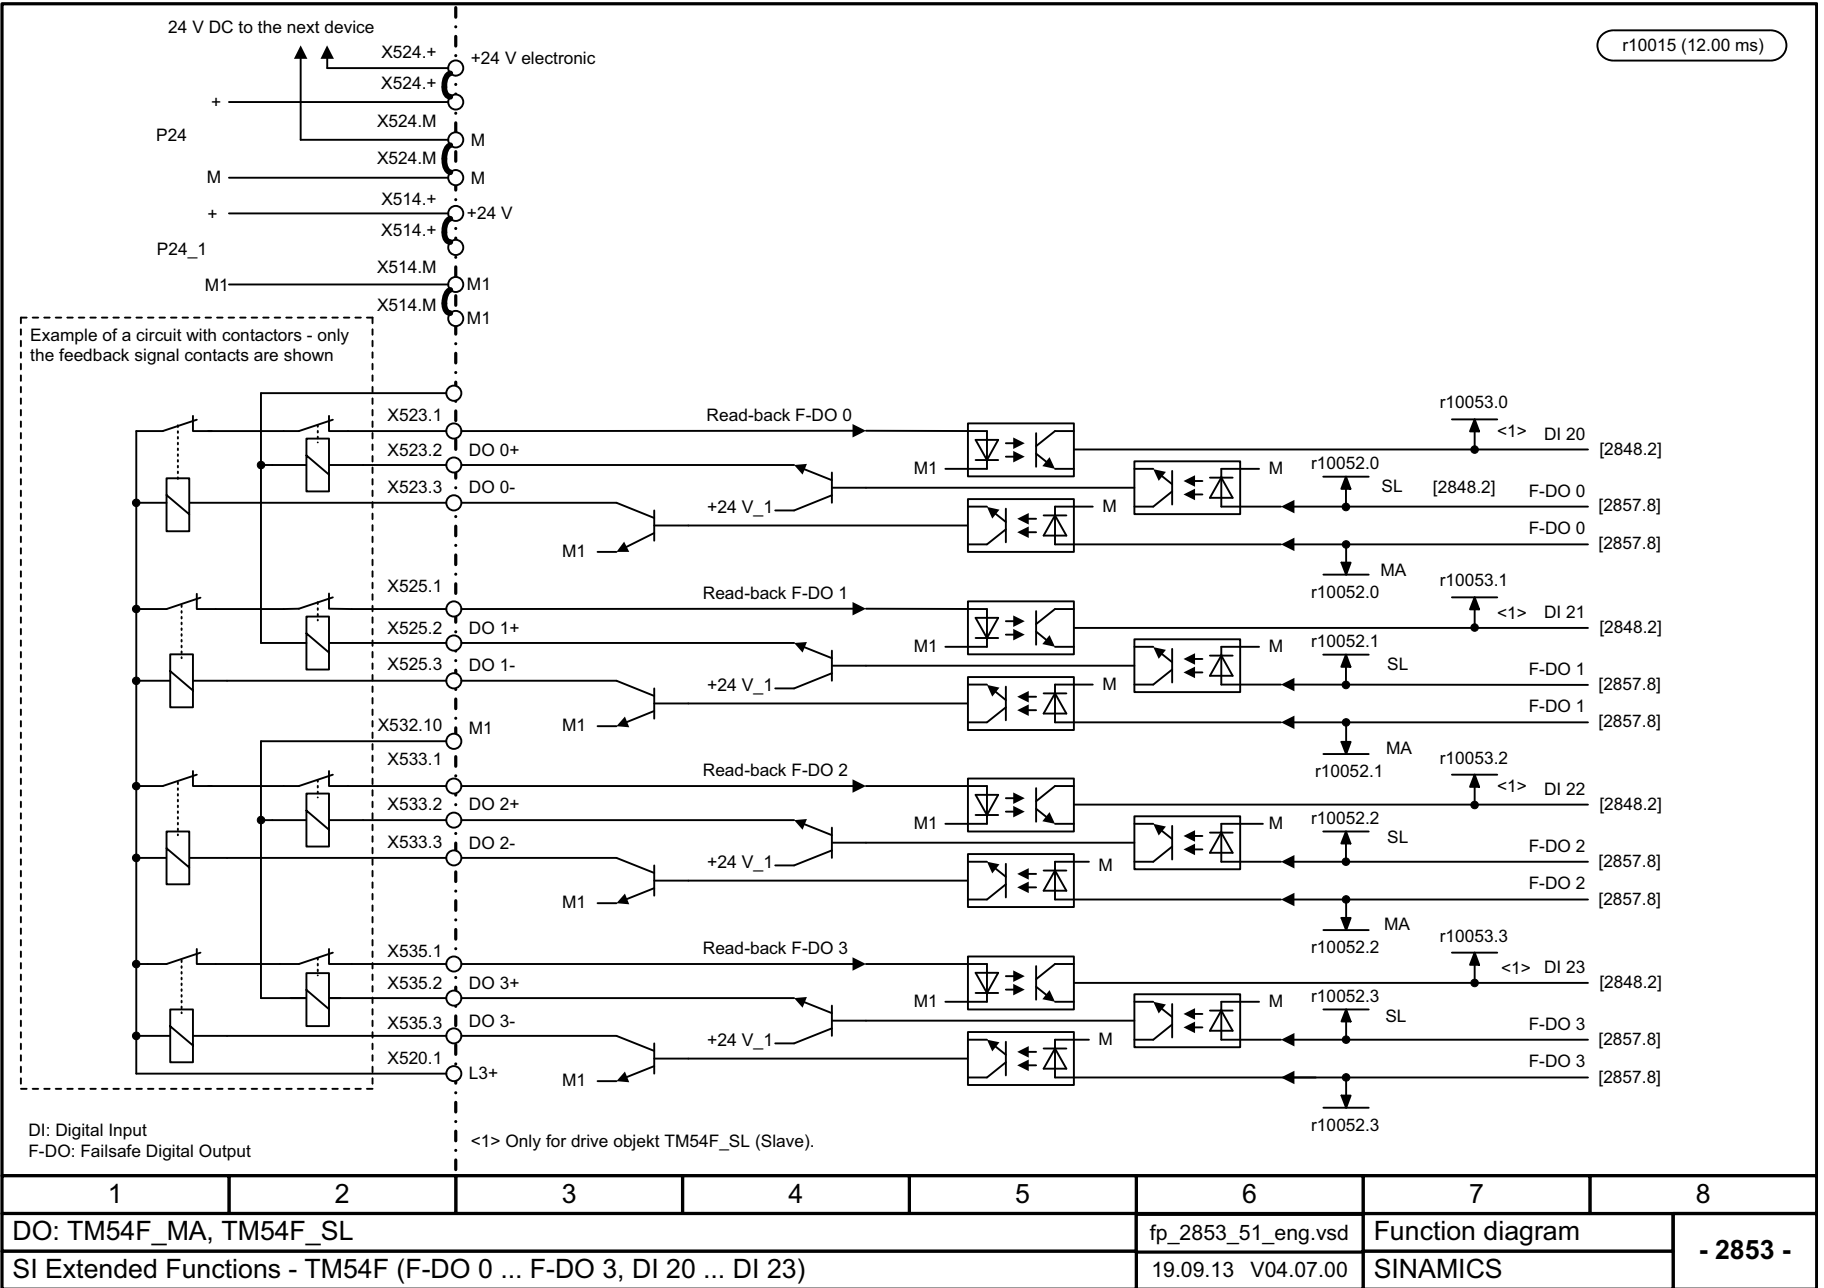 24 V DC to the next device
r10015 (12.00 ms)
X524.+
+24 V electronic
X524.+
+
X524.M
P24
M
X524.M
M
M
X514.+
+
+24 V
X514.+
P24_1
X514.M
M1
M1
X514.M
M1
Example of a circuit with contactors - only
the feedback signal contacts are shown
X523.1
Read-back F-DO 0
r10053.0
<1> DI 20
[2848.2]
X523.2
DO 0+
M1
M
r10052.0
SL
[2848.2]
F-DO 0
[2857.8]
X523.3
DO 0-
+24 V_1
M
F-DO 0
[2857.8]
M1
MA
r10052.0
X525.1
Read-back F-DO 1
r10053.1
<1> DI 21
[2848.2]
X525.2
DO 1+
M1
M
r10052.1
SL
F-DO 1
[2857.8]
X525.3
DO 1-
+24 V_1
M
F-DO 1
[2857.8]
M1
MA
r10052.1
X532.10
M1
X533.1
Read-back F-DO 2
r10053.2
<1> DI 22
[2848.2]
X533.2
DO 2+
M1
M
r10052.2
SL
F-DO 2
[2857.8]
X533.3
DO 2-
+24 V_1
M
F-DO 2
[2857.8]
M1
MA
r10052.2
X535.1
Read-back F-DO 3
r10053.3
<1> DI 23
[2848.2]
X535.2
DO 3+
M1
M
r10052.3
SL
F-DO 3
[2857.8]
X535.3
DO 3-
+24 V_1
M
F-DO 3
[2857.8]
X520.1
L3+
M1
r10052.3
DI: Digital Input
F-DO: Failsafe Digital Output
<1> Only for drive objekt TM54F_SL (Slave).
1 2 3 4 5 6 7 8
DO: TM54F_MA, TM54F_SL
fp_2853_51_eng.vsd
Function diagram
- 2853 -
SI Extended Functions - TM54F (F-DO 0 ... F-DO 3, DI 20 ... DI 23)
19.09.13 V04.07.00
SINAMICS